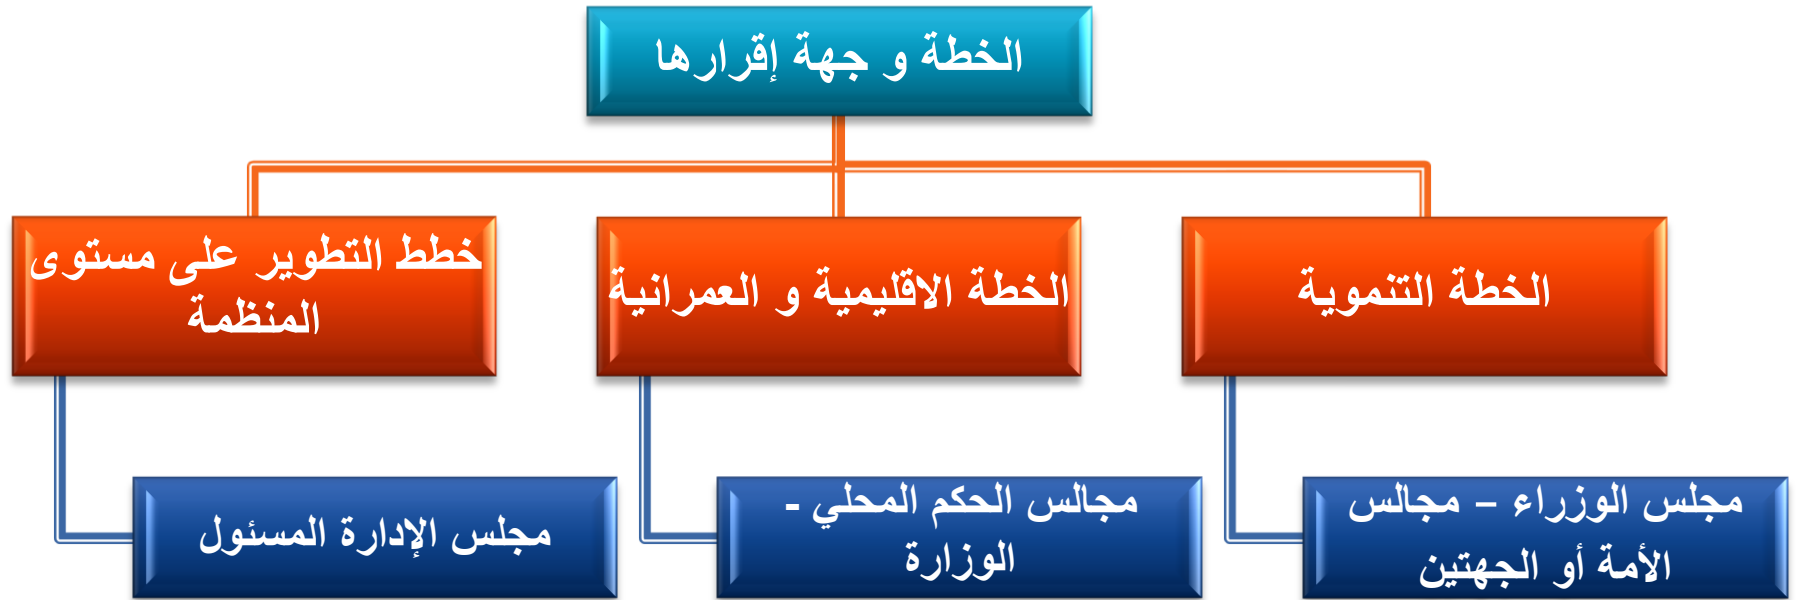 الخطة و جهة إقرارها
الخطة التنموية
الخطة الاقليمية و العمرانية
خطط التطوير على مستوى
المنظمة
مجلس الوزراء – مجالس
الأمة أو الجهتين
مجالس الحكم المحلي -
الوزارة
مجلس الإدارة المسئول